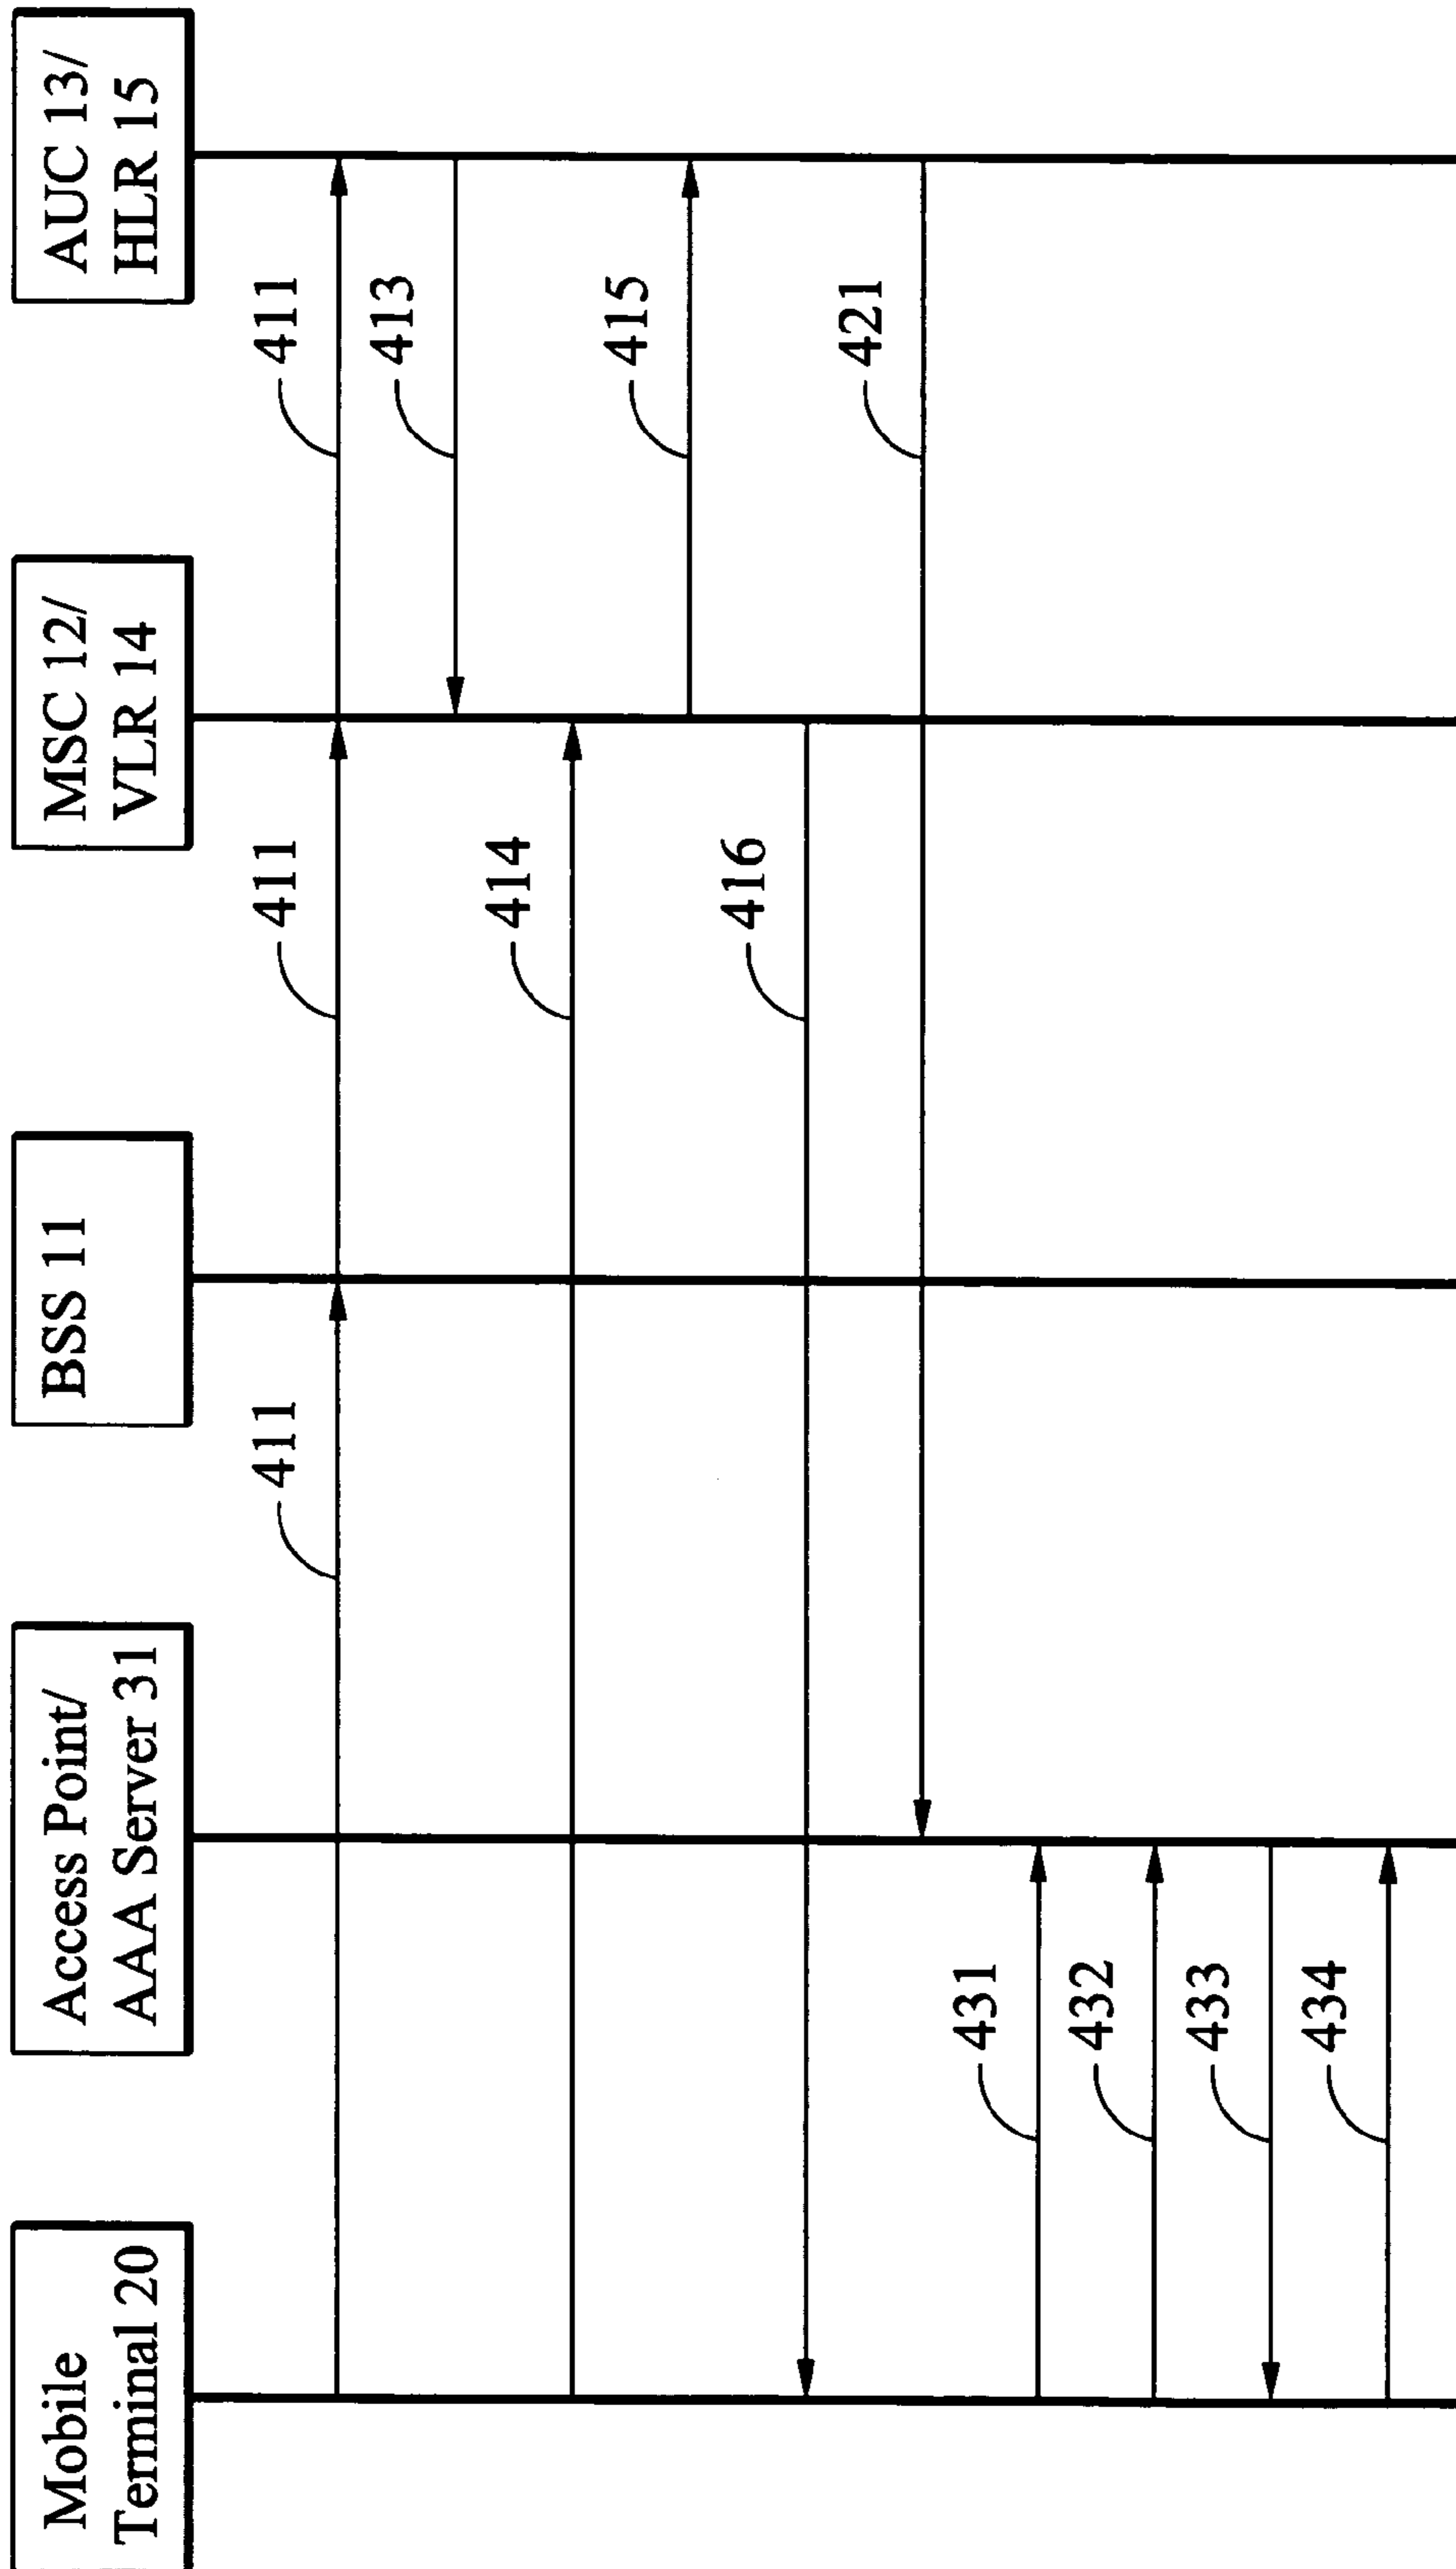 Mobile
Terminal 20
Access Point/
AAA Server 31
BSS 11
MSC 12/
VLR 14
AUC 13/
HLR 15
411
411
411
413
414
415
416
421
431
432
433
434